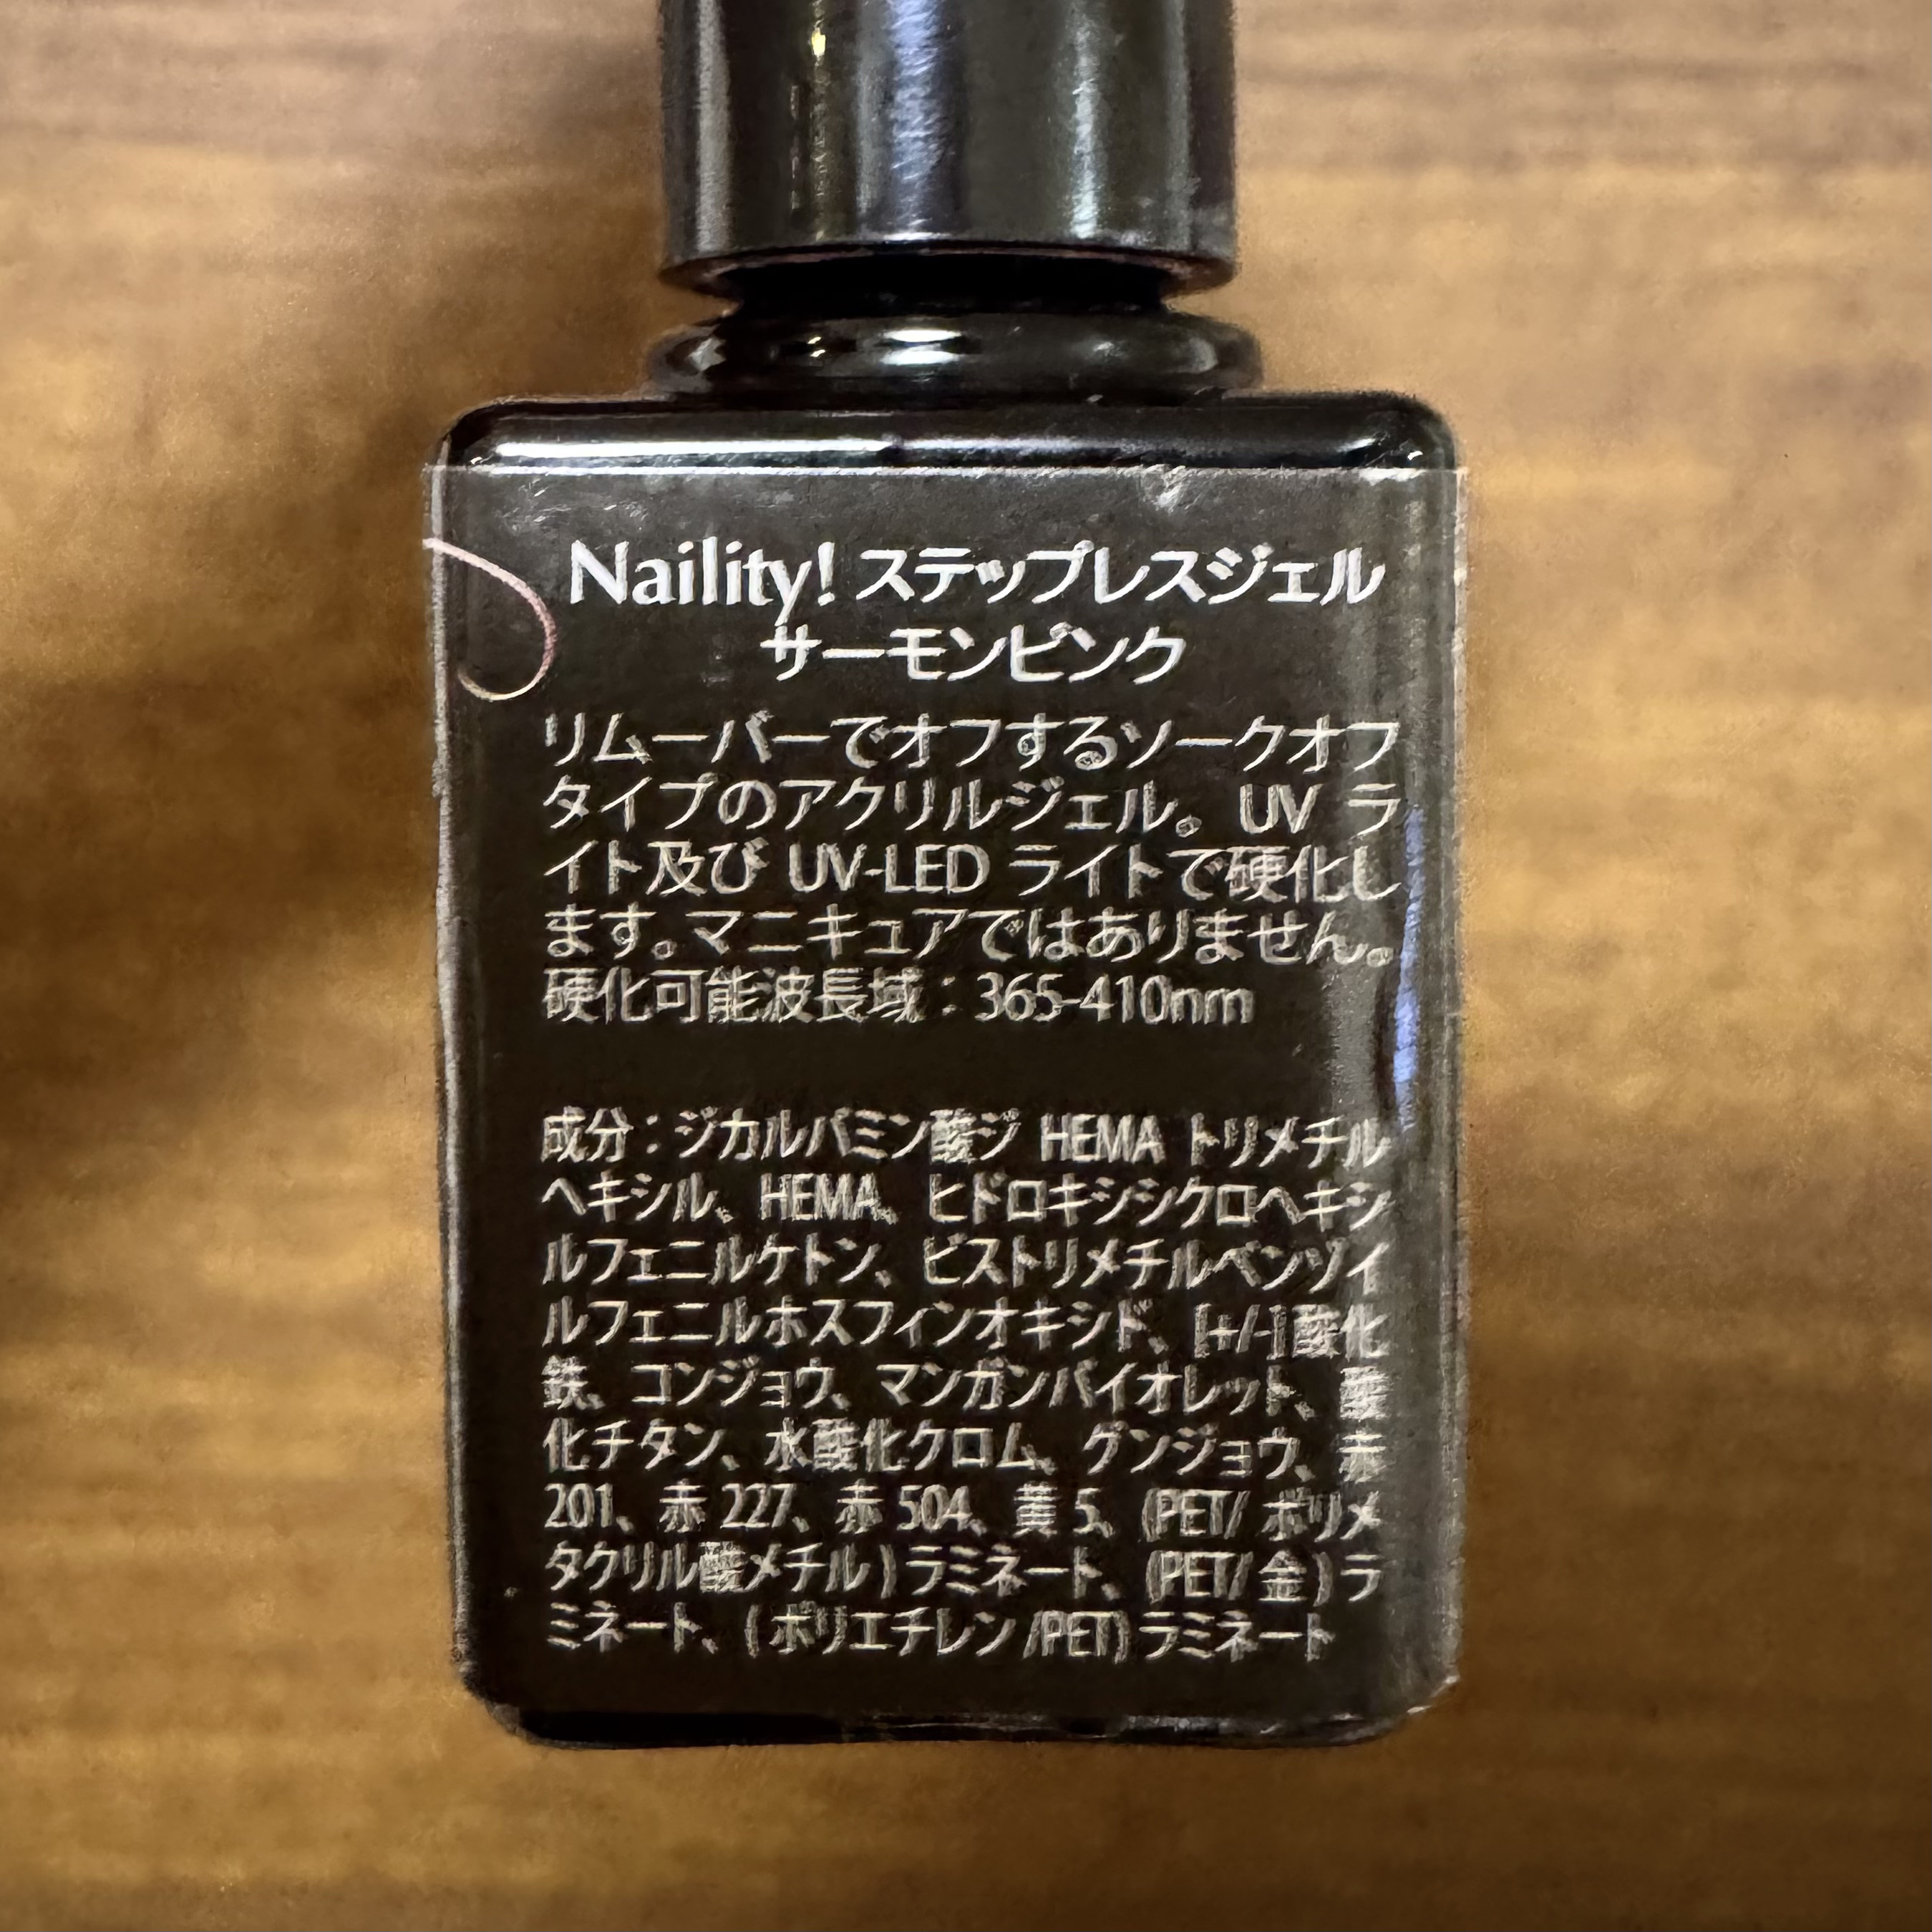 Naility! ステップレスジェル
サーモンピンク
リムーバーでオフするソークオフ
タイプのアクリルジェル。 UV ラ
イト及び UV-LED ライトで硬化し
ます。マニキュアではありません。
硬化可能波長域：365-410nm
成分：ジカルバミン酸ジ HEMA トリメチル
ヘキシル、HEMA、ヒドロキシシクロヘキシ
ルフェニルケトン、ビストリメチルベンゾイ
ルフェニルホスフィンオキシド、[+/-]酸化
鉄、コンジョウ、マンガンバイオレット、酸
化チタン、水酸化クロム、グンジョウ、赤
201、赤 227、赤 504、黄 5、(PET/ ポリメ
タクリル酸メチル ) ラミネート、(PET/ 金 ) ラ
ミネート、( ポリエチレン /PET) ラミネート